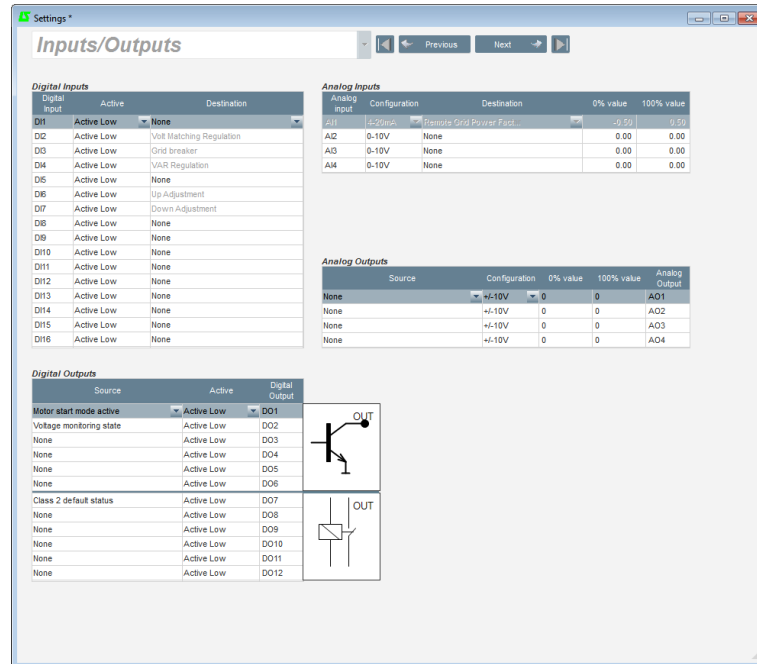 Settings *
Inputs/Outputs
Previous
Next
Digital Inputs
Digital Input Active Destination
DI1 Active Low None
DI2 Active Low Volt Matching Regulation
DI3 Active Low Grid breaker
DI4 Active Low VAR Regulation
DI5 Active Low None
DI6 Active Low Up Adjustment
DI7 Active Low Down Adjustment
DI8 Active Low None
DI9 Active Low None
DI10 Active Low None
DI11 Active Low None
DI12 Active Low None
DI13 Active Low None
DI14 Active Low None
DI15 Active Low None
DI16 Active Low None
Analog Inputs
Analog input Configuration Destination 0% value 100% value
AI1 4-20mA Remote Grid Power Fact... -0.50 0.50
AI2 0-10V None 0.00 0.00
AI3 0-10V None 0.00 0.00
AI4 0-10V None 0.00 0.00
Analog Outputs
Source Configuration 0% value 100% value Analog Output
None +/-10V 0 0 AO1
None +/-10V 0 0 AO2
None +/-10V 0 0 AO3
None +/-10V 0 0 AO4
Digital Outputs
Source Active Digital Output
Motor start mode active Active Low DO1
Voltage monitoring state Active Low DO2
None Active Low DO3
None Active Low DO4
None Active Low DO5
None Active Low DO6
OUT
Class 2 default status Active Low DO7
None Active Low DO8
None Active Low DO9
None Active Low DO10
None Active Low DO11
None Active Low DO12
OUT